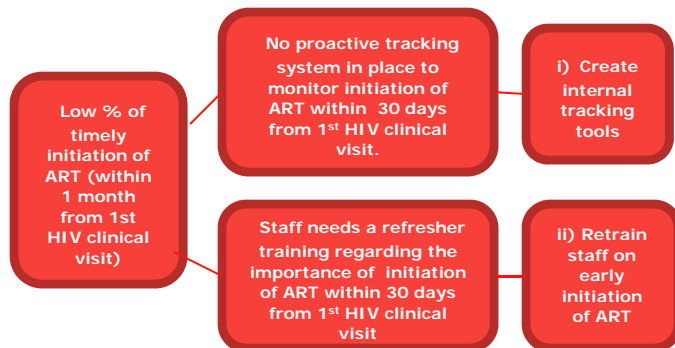 Low % of
timely
initiation of
ART (within
1 month
from 1st
HIV clinical
visit)
No proactive tracking
system in place to
monitor initiation of
ART within 30 days
from 1st HIV clinical
visit.
i) Create
internal
tracking
tools
Staff needs a refresher
training regarding the
importance of initiation
of ART within 30 days
from 1st HIV clinical
visit
ii) Retrain
staff on
early
initiation
of ART